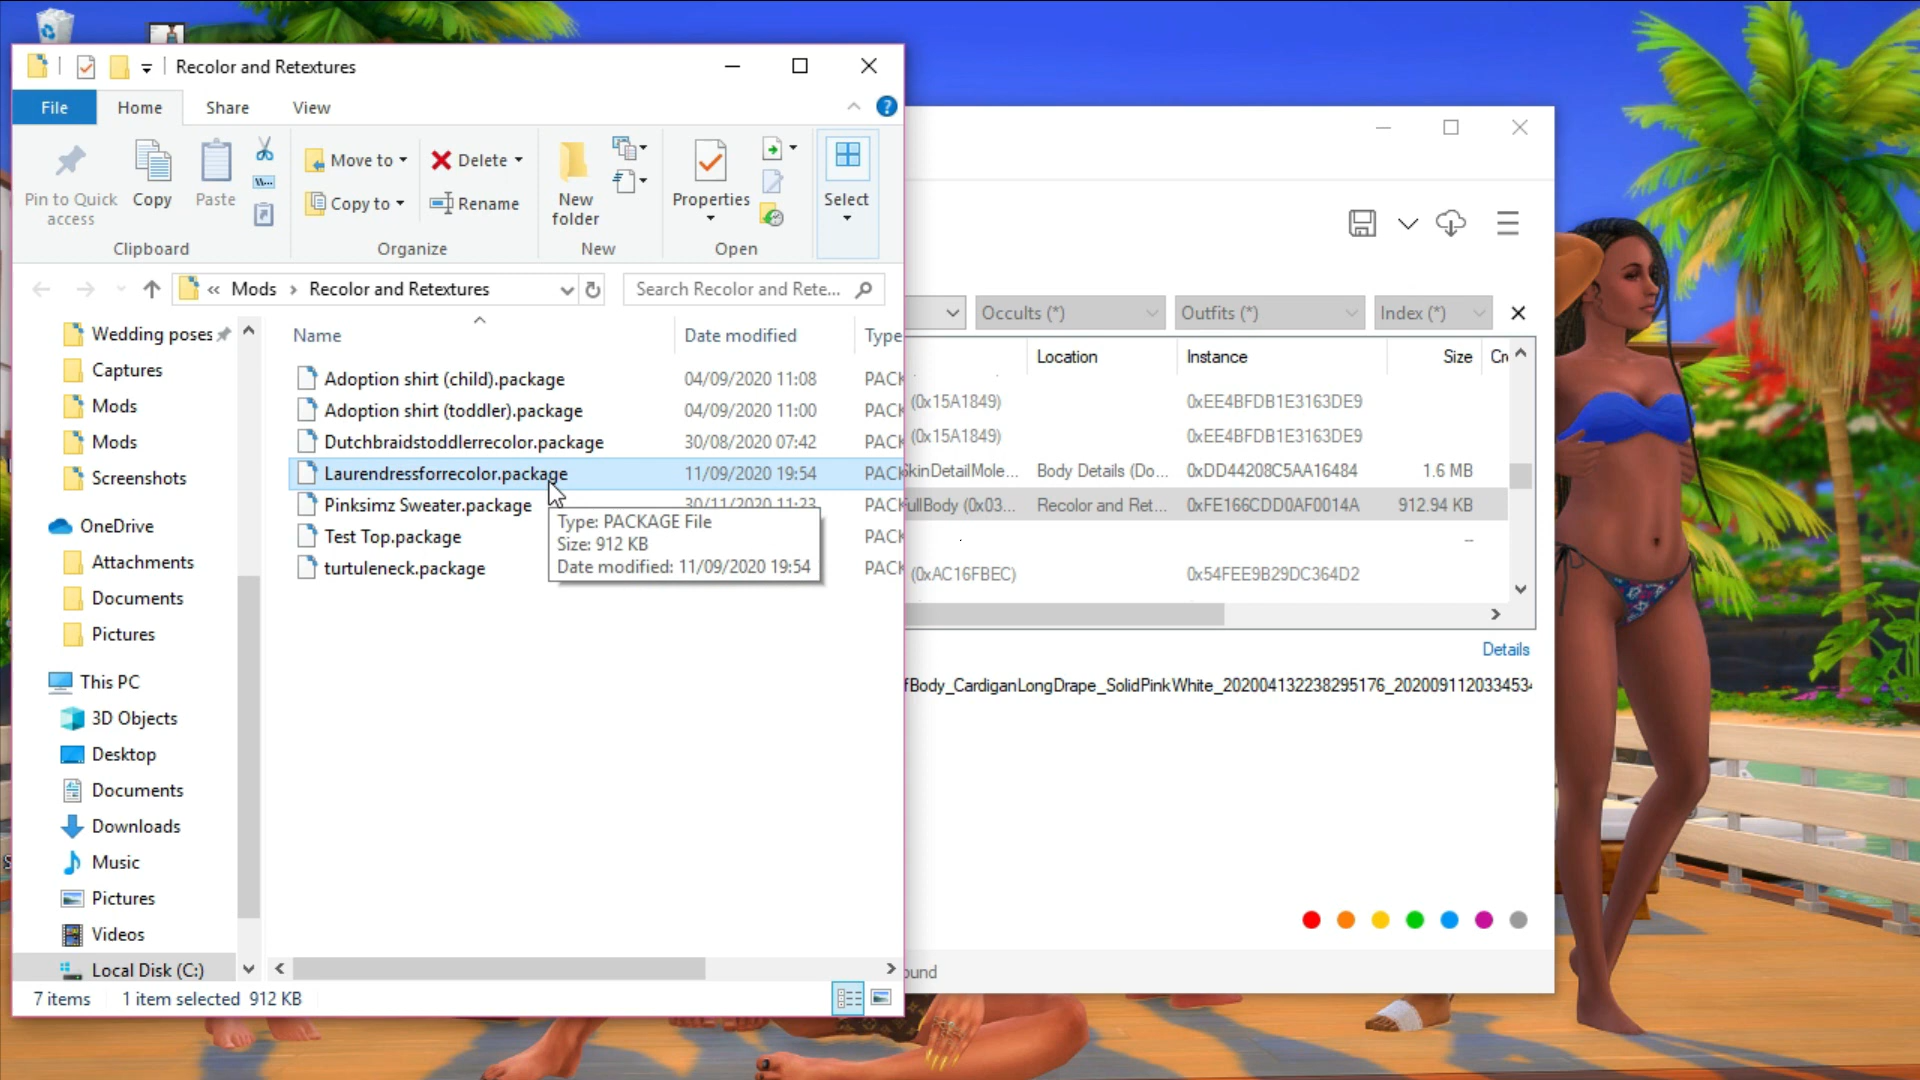 Recolor and Retextures
File Home Share View
Pin to Quick access
Copy
Paste
Move to
Copy to
Delete
Rename
New folder
Properties
Select
Clipboard Organize New Open
« Mods > Recolor and Retextures
Search Recolor and Rete...
Wedding poses
Captures
Mods
Mods
Screenshots
OneDrive
Attachments
Documents
Pictures
This PC
3D Objects
Desktop
Documents
Downloads
Music
Pictures
Videos
Local Disk (C:)
Name Date modified Type
Adoption shirt (child).package 04/09/2020 11:08 PACK
Adoption shirt (toddler).package 04/09/2020 11:00 PACK
Dutchbraidstoddlerrecolor.package 30/08/2020 07:42 PACK
Laurendressforrecolor.package 11/09/2020 19:54 PACK
Pinksimz Sweater.package 30/11/2020 11:23 PACK
Test Top.package PACK
turtuleneck.package PACK
Type: PACKAGE File
Size: 912 KB
Date modified: 11/09/2020 19:54
7 items 1 item selected 912 KB
Occults (*) Outfits (*) Index (*)
Location Instance Size Cr
(0x15A1849) 0xEE4BFDB1E3163DE9
(0x15A1849) 0xEE4BFDB1E3163DE9
SkinDetailMole... Body Details (Do... 0xDD44208C5AA16484 1.6 MB
ullBody (0x03... Recolor and Ret... 0xFE166CDD0AF0014A 912.94 KB
--
(0xAC16FBEC) 0x54FEE9B29DC364D2
Details
fBody_CardiganLongDrape_SolidPinkWhite_202004132238295176_2020091120334534
ound